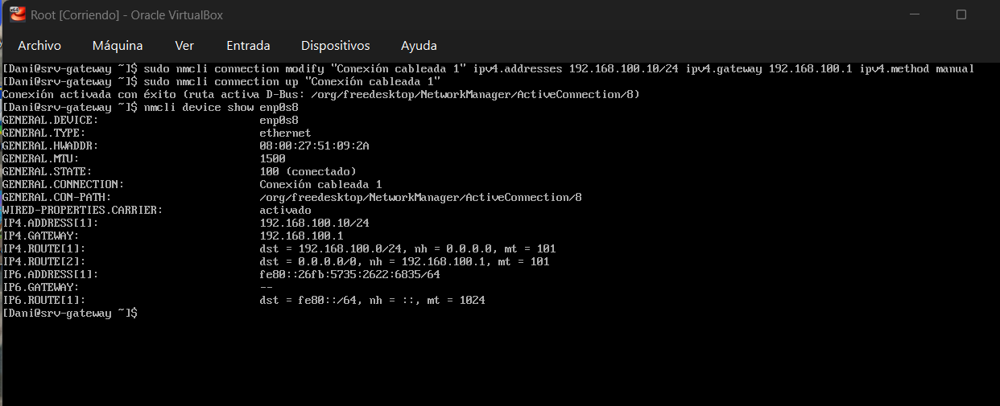 Root [Corriendo] - Oracle VirtualBox
Archivo Máquina Ver Entrada Dispositivos Ayuda
[Dani@srv-gateway ~]$ sudo nmcli connection modify "Conexión cableada 1" ipv4.addresses 192.168.100.10/24 ipv4.gateway 192.168.100.1 ipv4.method manual
[Dani@srv-gateway ~]$ sudo nmcli connection up "Conexión cableada 1"
Conexión activada con éxito (ruta activa D-Bus: /org/freedesktop/NetworkManager/ActiveConnection/8)
[Dani@srv-gateway ~]$ nmcli device show enp0s8
GENERAL.DEVICE: enp0s8
GENERAL.TYPE: ethernet
GENERAL.HWADDR: 08:00:27:51:09:2A
GENERAL.MTU: 1500
GENERAL.STATE: 100 (conectado)
GENERAL.CONNECTION: Conexión cableada 1
GENERAL.CON-PATH: /org/freedesktop/NetworkManager/ActiveConnection/8
WIRED-PROPERTIES.CARRIER: activado
IP4.ADDRESS[1]: 192.168.100.10/24
IP4.GATEWAY: 192.168.100.1
IP4.ROUTE[1]: dst = 192.168.100.0/24, nh = 0.0.0.0, mt = 101
IP4.ROUTE[2]: dst = 0.0.0.0/0, nh = 192.168.100.1, mt = 101
IP6.ADDRESS[1]: fe80::26fb:5735:2622:6835/64
IP6.GATEWAY: --
IP6.ROUTE[1]: dst = fe80::/64, nh = ::, mt = 1024
[Dani@srv-gateway ~]$